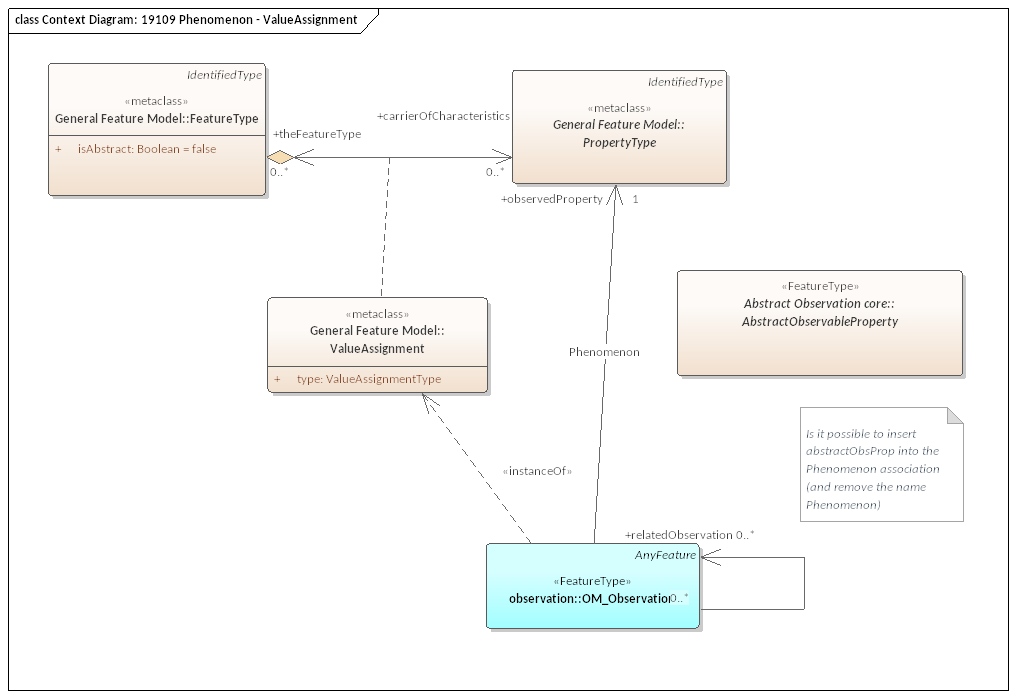 class Context Diagram: 19109 Phenomenon - ValueAssignment
IdentifiedType
«metaclass»
General Feature Model::FeatureType
+ isAbstract: Boolean = false
IdentifiedType
«metaclass»
General Feature Model::
PropertyType
+carrierOfCharacteristics
+theFeatureType
0..*
0..*
+observedProperty
1
«FeatureType»
Abstract Observation core::
AbstractObservableProperty
«metaclass»
General Feature Model::
ValueAssignment
+ type: ValueAssignmentType
Phenomenon
Is it possible to insert
abstractObsProp into the
Phenomenon association
(and remove the name
Phenomenon)
«instanceOf»
+relatedObservation 0..*
AnyFeature
«FeatureType»
observation::OM_Observation
0..*